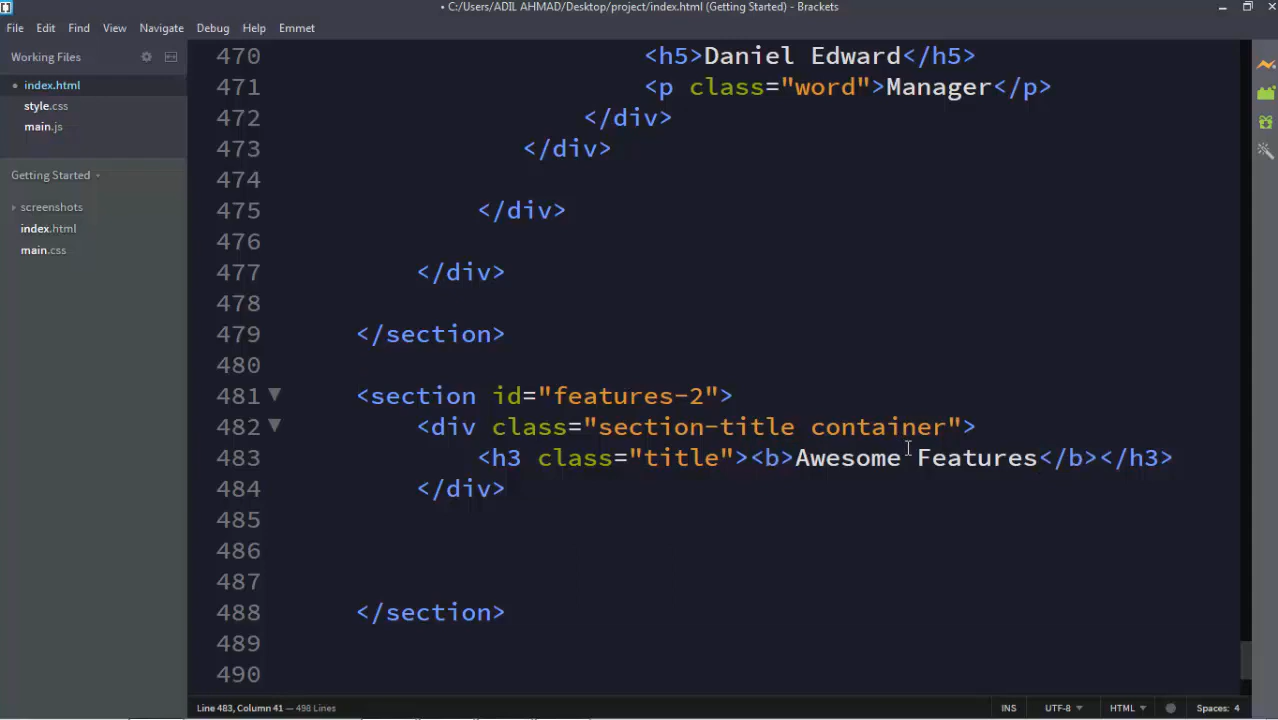 • C:/Users/ADIL AHMAD/Desktop/project/index.html (Getting Started) - Brackets
File Edit Find View Navigate Debug Help Emmet
Working Files
index.html
style.css
main.js
Getting Started
screenshots
index.html
main.css
470 <h5>Daniel Edward</h5>
471 <p class="word">Manager</p>
472 </div>
473 </div>
474
475 </div>
476
477 </div>
478
479 </section>
480
481 <section id="features-2">
482 <div class="section-title container">
483 <h3 class="title"><b>Awesome Features</b></h3>
484 </div>
485
486
487
488 </section>
489
490
Line 483, Column 41 — 498 Lines INS UTF-8 HTML Spaces: 4